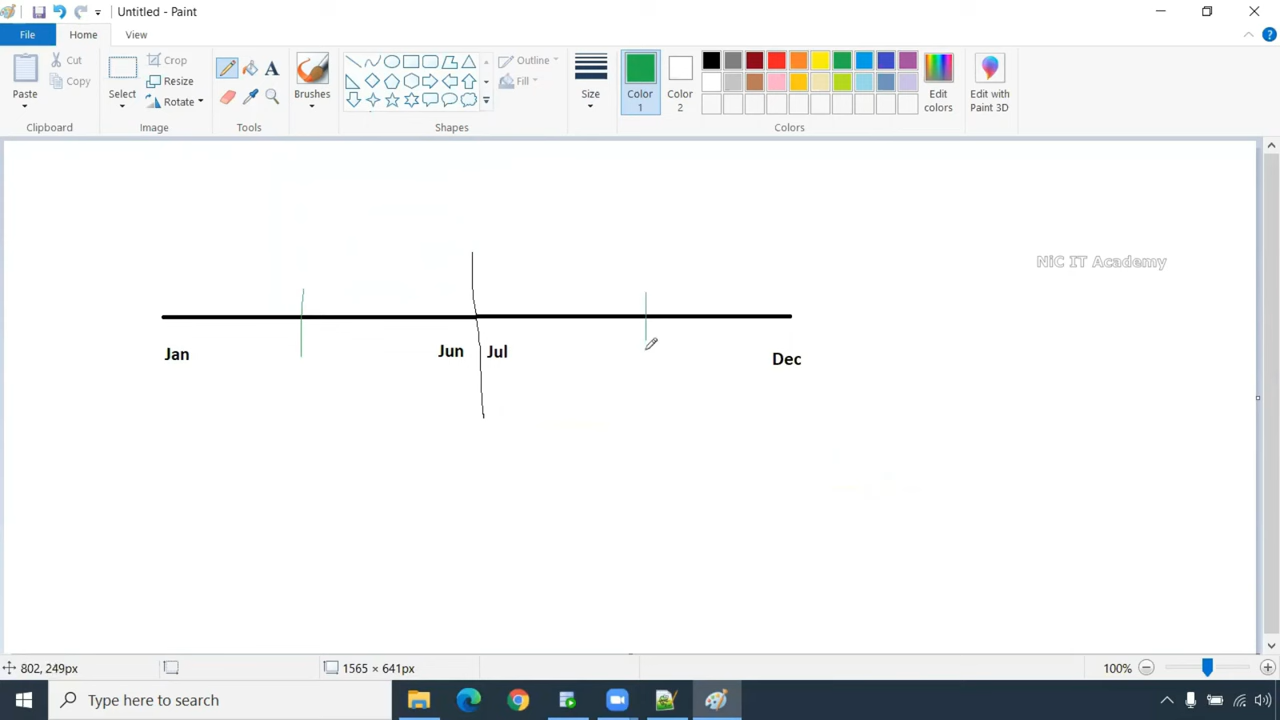 Untitled - Paint
File
Home
View
Paste
Cut
Copy
Clipboard
Select
Crop
Resize
Rotate
Image
Tools
Brushes
Shapes
Outline
Fill
Size
Color 1
Color 2
Colors
Edit colors
Edit with Paint 3D
NiC IT Academy
Jan
Jun
Jul
Dec
802, 249px
1565 × 641px
100%
Type here to search